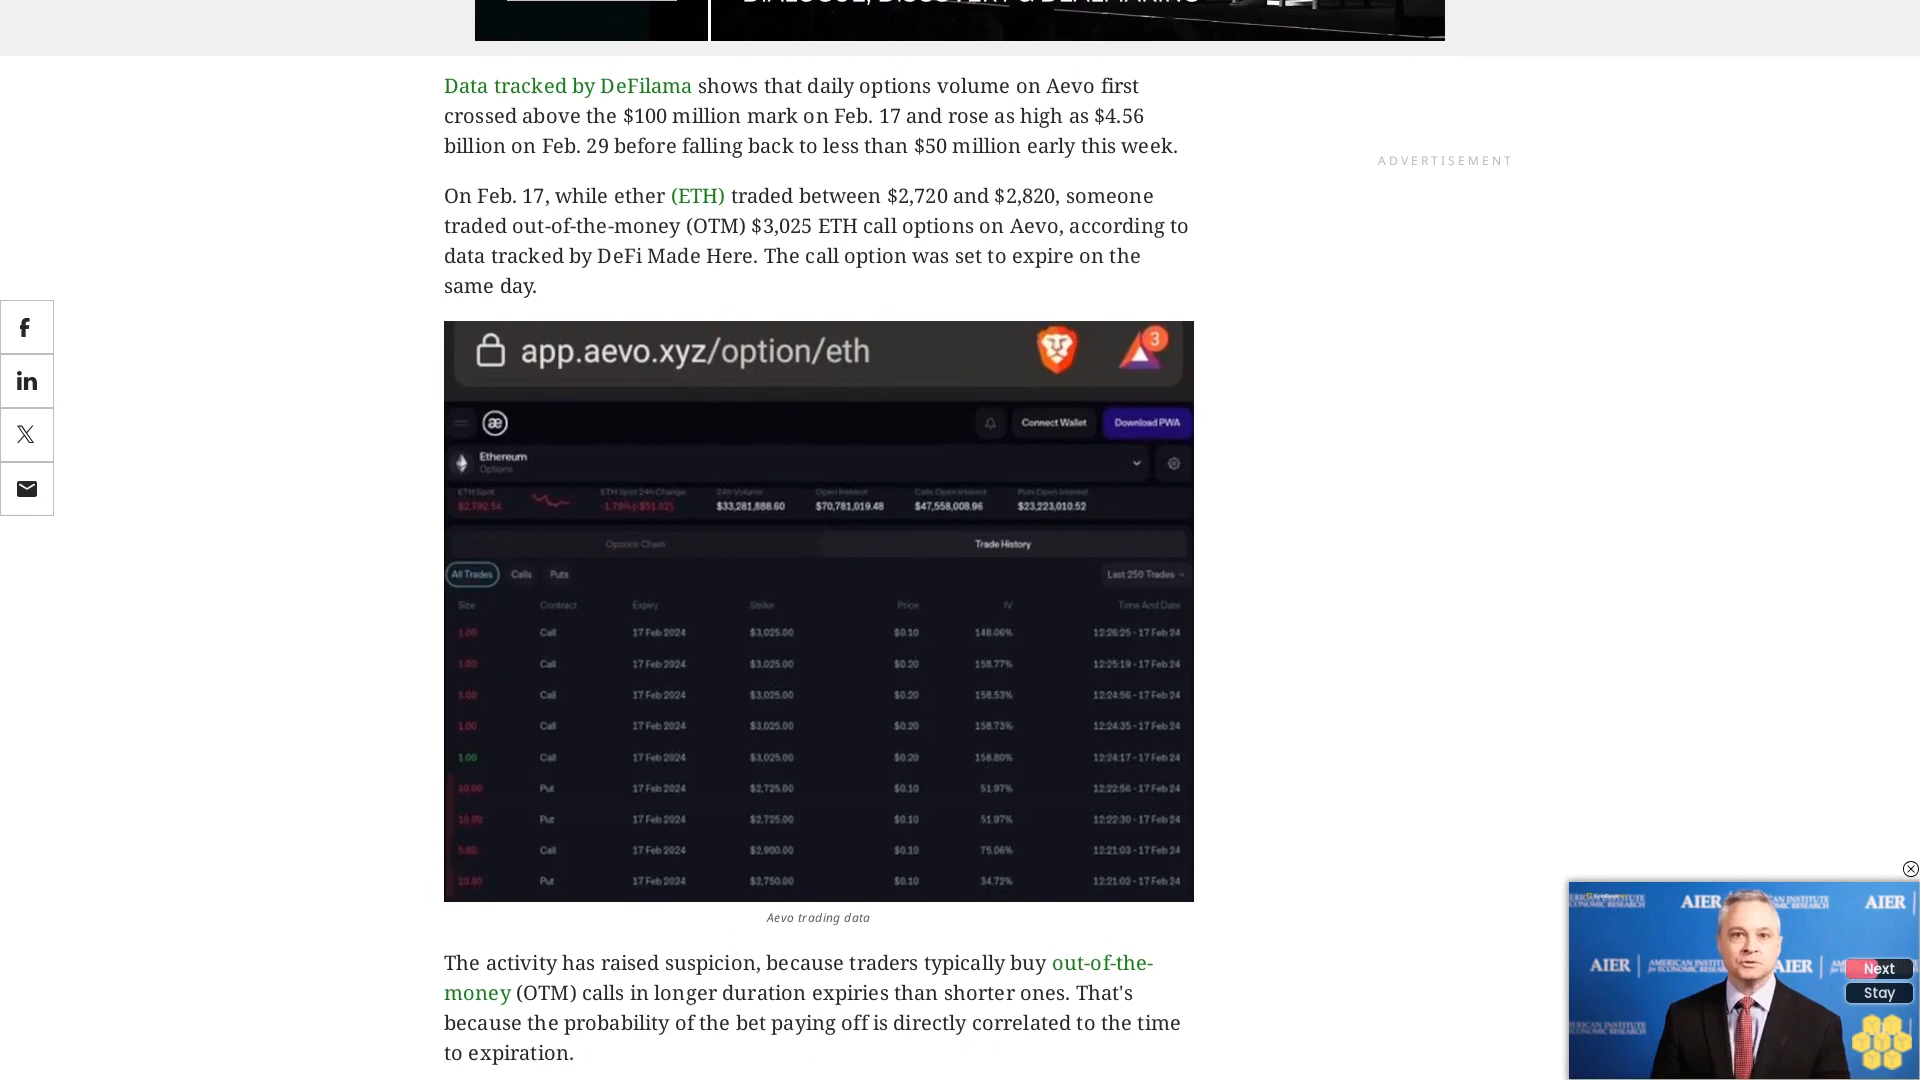 DIALOGUE, DISCOVERY & DEALMAKING
Data tracked by DeFilama shows that daily options volume on Aevo first
crossed above the $100 million mark on Feb. 17 and rose as high as $4.56
billion on Feb. 29 before falling back to less than $50 million early this week.
ADVERTISEMENT
On Feb. 17, while ether (ETH) traded between $2,720 and $2,820, someone
traded out-of-the-money (OTM) $3,025 ETH call options on Aevo, according to
data tracked by DeFi Made Here. The call option was set to expire on the
same day.
app.aevo.xyz/option/eth 3
Connect Wallet Download PWA
Ethereum
Options
ETH Spot ETH Spot 24h Change 24h Volume Open Interest Calls Open Interest Puts Open Interest
$2,792.54 -1.79% (-$51.02) $33,281,888.60 $70,781,019.48 $47,558,008.96 $23,223,010.52
Options Chain Trade History
All Trades Calls Puts Last 250 Trades
Size Contract Expiry Strike Price IV Time And Date
1.00 Call 17 Feb 2024 $3,025.00 $0.10 148.06% 12:26:25 - 17 Feb 24
1.00 Call 17 Feb 2024 $3,025.00 $0.20 158.77% 12:25:19 - 17 Feb 24
1.00 Call 17 Feb 2024 $3,025.00 $0.20 158.53% 12:24:56 - 17 Feb 24
1.00 Call 17 Feb 2024 $3,025.00 $0.20 158.73% 12:24:35 - 17 Feb 24
1.00 Call 17 Feb 2024 $3,025.00 $0.20 158.80% 12:24:17 - 17 Feb 24
10.00 Put 17 Feb 2024 $2,725.00 $0.10 51.97% 12:22:56 - 17 Feb 24
10.00 Put 17 Feb 2024 $2,725.00 $0.10 51.97% 12:22:30 - 17 Feb 24
5.00 Call 17 Feb 2024 $2,900.00 $0.10 75.06% 12:21:03 - 17 Feb 24
10.00 Put 17 Feb 2024 $2,750.00 $0.10 34.72% 12:21:02 - 17 Feb 24
Aevo trading data
The activity has raised suspicion, because traders typically buy out-of-the-
money (OTM) calls in longer duration expiries than shorter ones. That's
because the probability of the bet paying off is directly correlated to the time
to expiration.
AIER AIER
AIER AMERICAN INSTITUTE for ECONOMIC RESEARCH AIER
Next
Stay